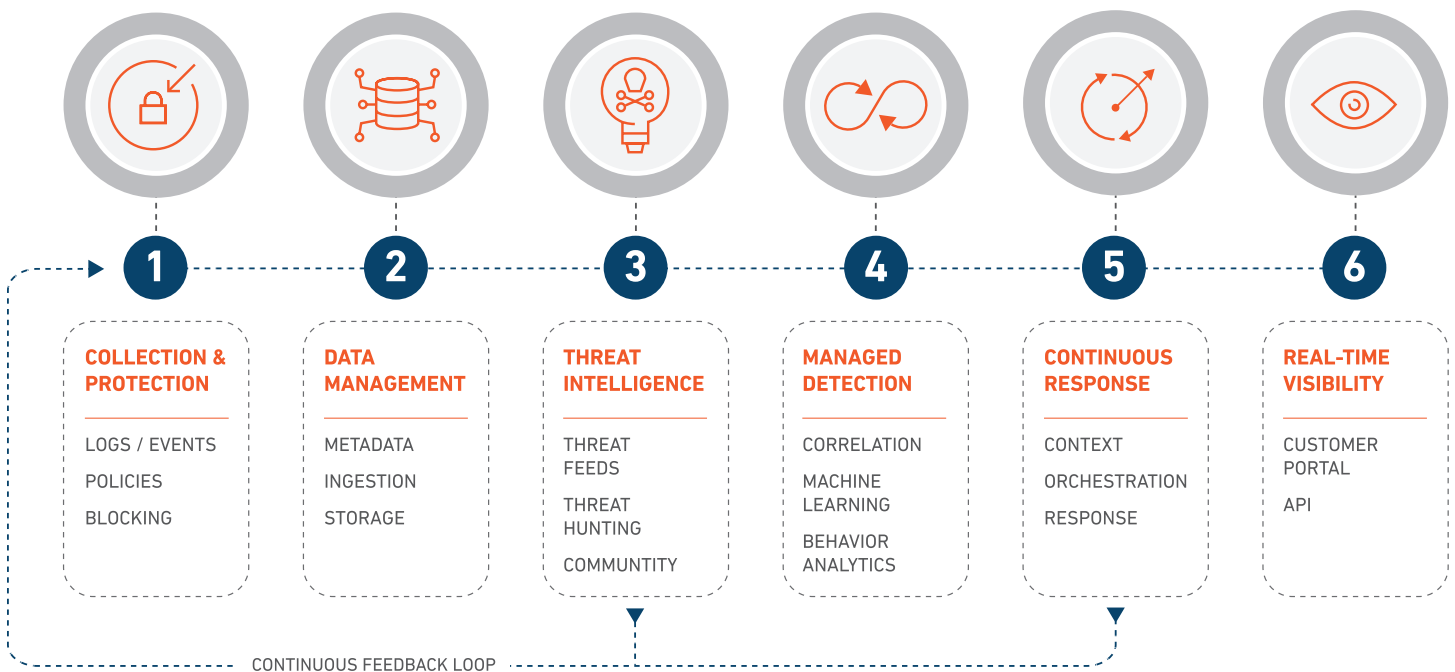 1
2
3
4
5
6
COLLECTION &
PROTECTION
LOGS / EVENTS
POLICIES
BLOCKING
DATA
MANAGEMENT
METADATA
INGESTION
STORAGE
THREAT
INTELLIGENCE
THREAT
FEEDS
THREAT
HUNTING
COMMUNTITY
MANAGED
DETECTION
CORRELATION
MACHINE
LEARNING
BEHAVIOR
ANALYTICS
CONTINUOUS
RESPONSE
CONTEXT
ORCHESTRATION
RESPONSE
REAL-TIME
VISIBILITY
CUSTOMER
PORTAL
API
CONTINUOUS FEEDBACK LOOP